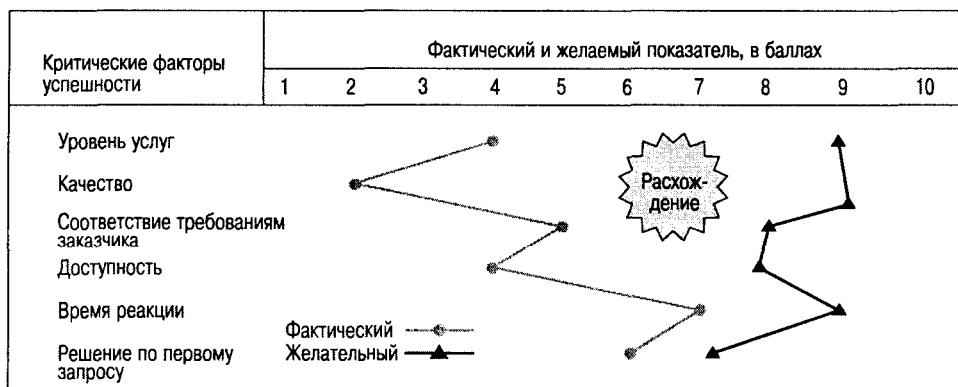 Критические факторы
успешности
Фактический и желаемый показатель, в баллах
1 2 3 4 5 6 7 8 9 10
Уровень услуг
Качество
Соответствие требованиям
заказчика
Доступность
Время реакции
Решение по первому
запросу
Расхож-
дение
Фактический
Желательный